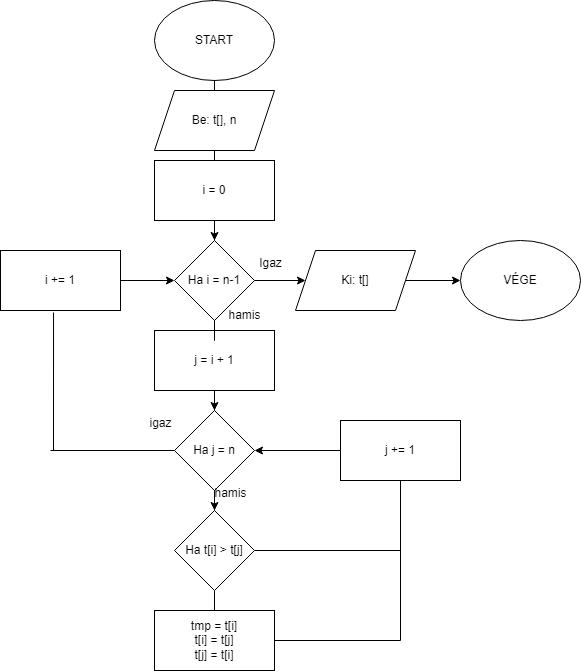 START
Be: t[], n
i = 0
i += 1
Ha i = n-1
Igaz
Ki: t[]
VÉGE
hamis
j = i + 1
igaz
Ha j = n
j += 1
hamis
Ha t[i] > t[j]
tmp = t[i]
t[i] = t[j]
t[j] = t[i]